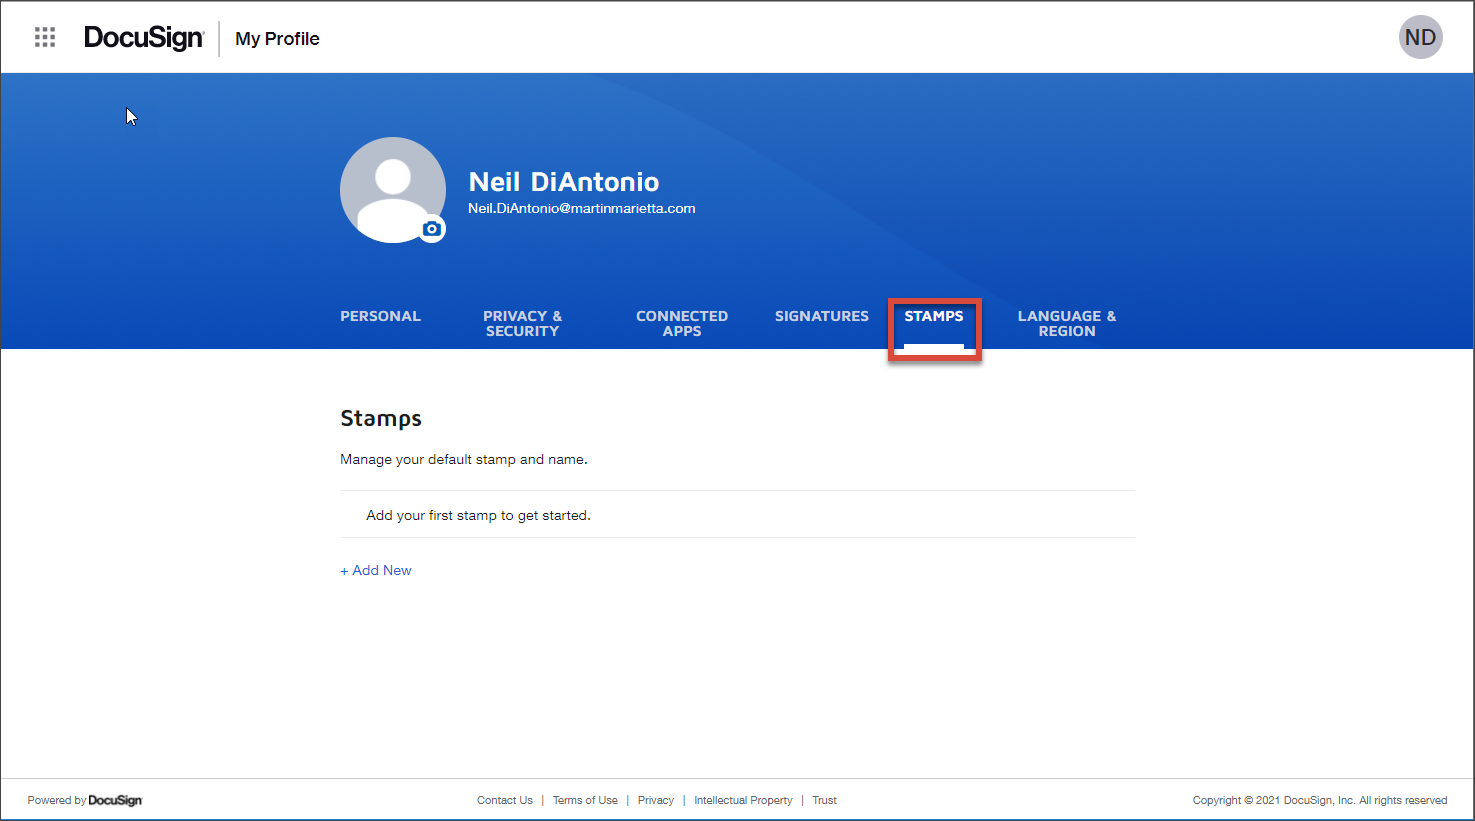 DocuSign
My Profile
ND
Neil DiAntonio
Neil.DiAntonio@martinmarietta.com
PERSONAL
PRIVACY &
SECURITY
CONNECTED
APPS
SIGNATURES
STAMPS
LANGUAGE &
REGION
Stamps
Manage your default stamp and name.
Add your first stamp to get started.
+ Add New
Powered by DocuSign
Contact Us | Terms of Use | Privacy | Intellectual Property | Trust
Copyright © 2021 DocuSign, Inc. All rights reserved